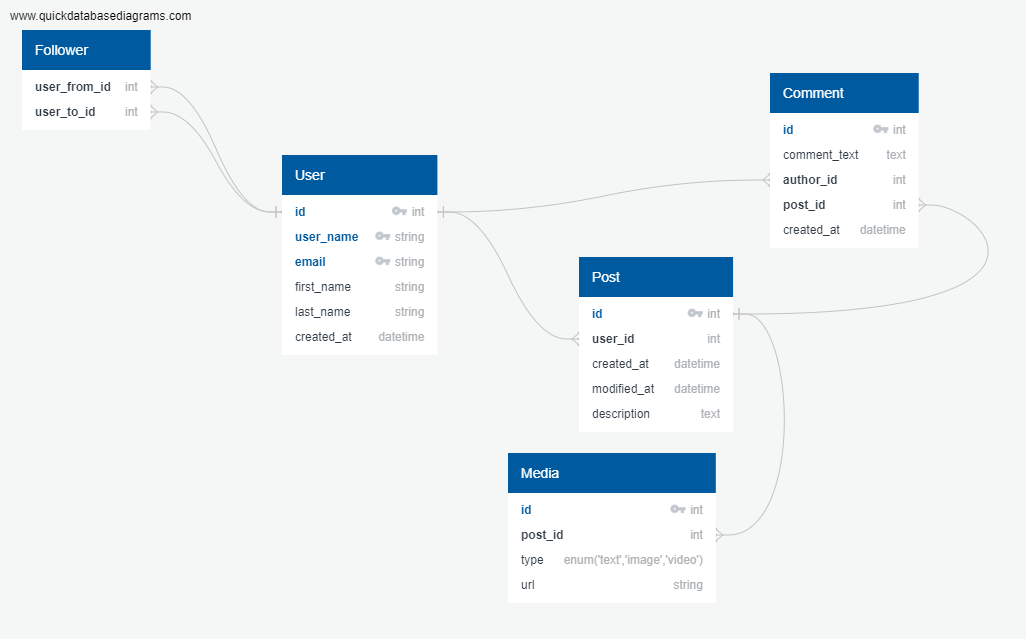 www.quickdatabasediagrams.com
Follower
user_from_id int
user_to_id int
User
id int
user_name string
email string
first_name string
last_name string
created_at datetime
Comment
id int
comment_text text
author_id int
post_id int
created_at datetime
Post
id int
user_id int
created_at datetime
modified_at datetime
description text
Media
id int
post_id int
type enum('text','image','video')
url string